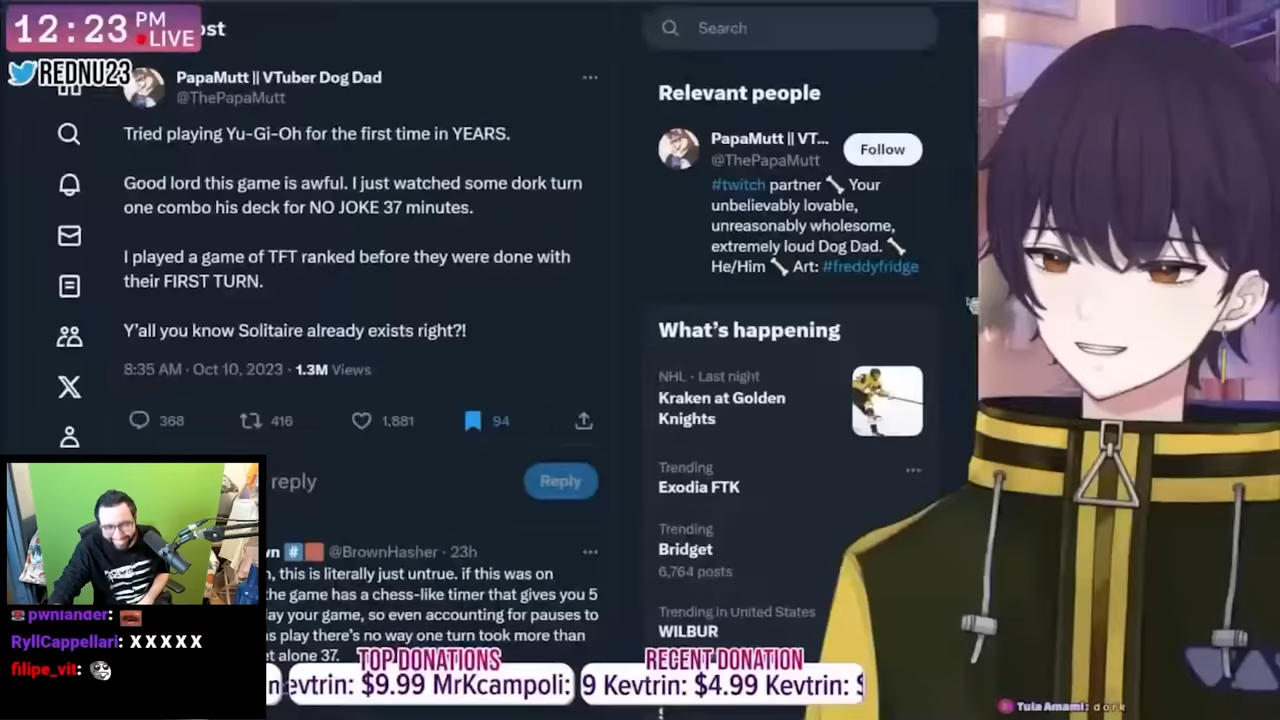 12:23 PM
LIVE
ost
REDNU23
PapaMutt || VTuber Dog Dad
@ThePapaMutt
Tried playing Yu-Gi-Oh for the first time in YEARS.
Good lord this game is awful. I just watched some dork turn
one combo his deck for NO JOKE 37 minutes.
I played a game of TFT ranked before they were done with
their FIRST TURN.
Y'all you know Solitaire already exists right?!
8:35 AM · Oct 10, 2023 · 1.3M Views
368
416
1,881
94
reply
Reply
wn # @BrownHasher · 23h
n, this is literally just untrue. if this was on
the game has a chess-like timer that gives you 5
lay your game, so even accounting for pauses to
s play there's no way one turn took more than
et alone 37.
Search
Relevant people
PapaMutt || VT...
@ThePapaMutt
Follow
#twitch partner Your
unbelievably lovable,
unreasonably wholesome,
extremely loud Dog Dad.
He/Him Art: #freddyfridge
What's happening
NHL · Last night
Kraken at Golden
Knights
Trending
Exodia FTK
Trending
Bridget
6,764 posts
Trending in United States
WILBUR
pwnlander:
RyllCappellari: X X X X X
filipe_vit:
TOP DONATIONS
evtrin: $9.99 MrKcampoli:
RECENT DONATION
9 Kevtrin: $4.99 Kevtrin: $
Tula Amami: dork